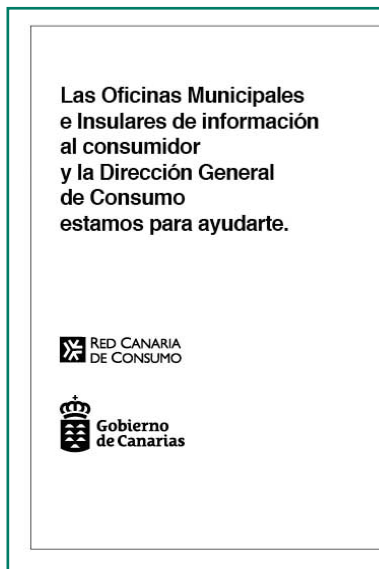 Las Oficinas Municipales
e Insulares de información
al consumidor
y la Dirección General
de Consumo
estamos para ayudarte.
RED CANARIA
DE CONSUMO
Gobierno
de Canarias